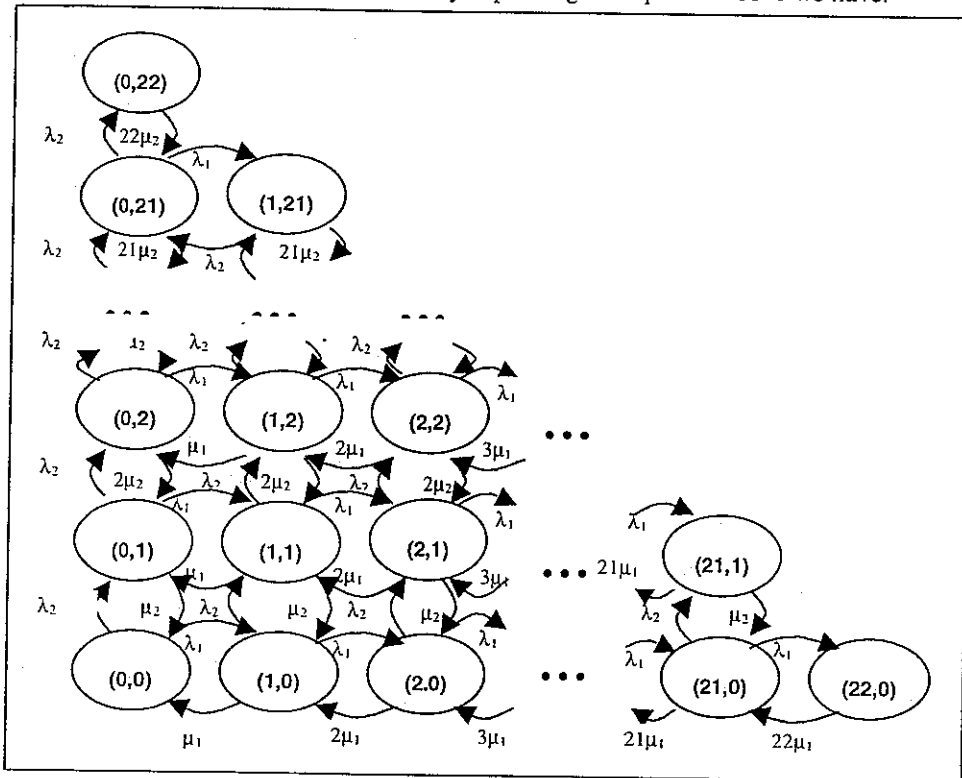 we have:
(0,22)
λ₂ 22μ₂ λ₁
(0,21) (1,21)
λ₂ 21μ₂ λ₂ 21μ₂
• • • • • • • • •
λ₂ λ₂ λ₂
λ₁ λ₁ λ₁
(0,2) (1,2) (2,2)
• • •
μ₁ 2μ₁ 3μ₁
λ₂ 2μ₂ λ₂ 2μ₂ λ₂ 2μ₂
λ₁ λ₁ λ₁ λ₁
(0,1) (1,1) (2,1) (21,1)
μ₁ 2μ₁ 3μ₁ • • • 21μ₁
λ₂ μ₂ λ₂ μ₂ λ₂ μ₂ λ₂ μ₂
λ₁ λ₁ λ₁ λ₁ λ₁
(0,0) (1,0) (2.0) • • • (21,0) (22,0)
μ₁ 2μ₁ 3μ₁ 21μ₁ 22μ₁